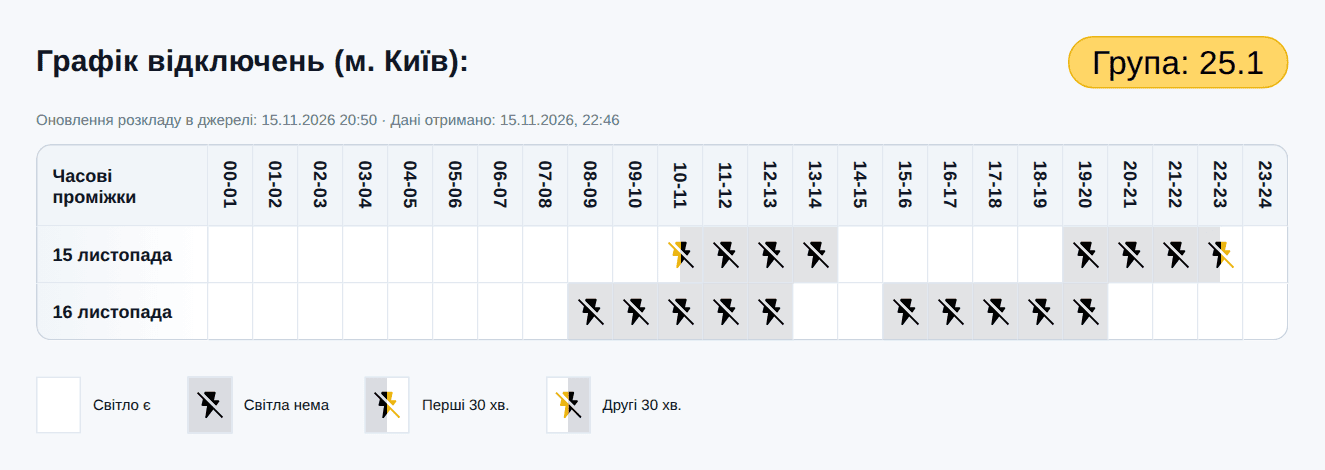 Графік відключень (м. Київ):
Група: 25.1
Оновлення розкладу в джерелі: 15.11.2026 20:50 · Дані отримано: 15.11.2026, 22:46
Часові
проміжки
00-01
01-02
02-03
03-04
04-05
05-06
06-07
07-08
08-09
09-10
10-11
11-12
12-13
13-14
14-15
15-16
16-17
17-18
18-19
19-20
20-21
21-22
22-23
23-24
15 листопада
16 листопада
Світло є
Світла нема
Перші 30 хв.
Другі 30 хв.